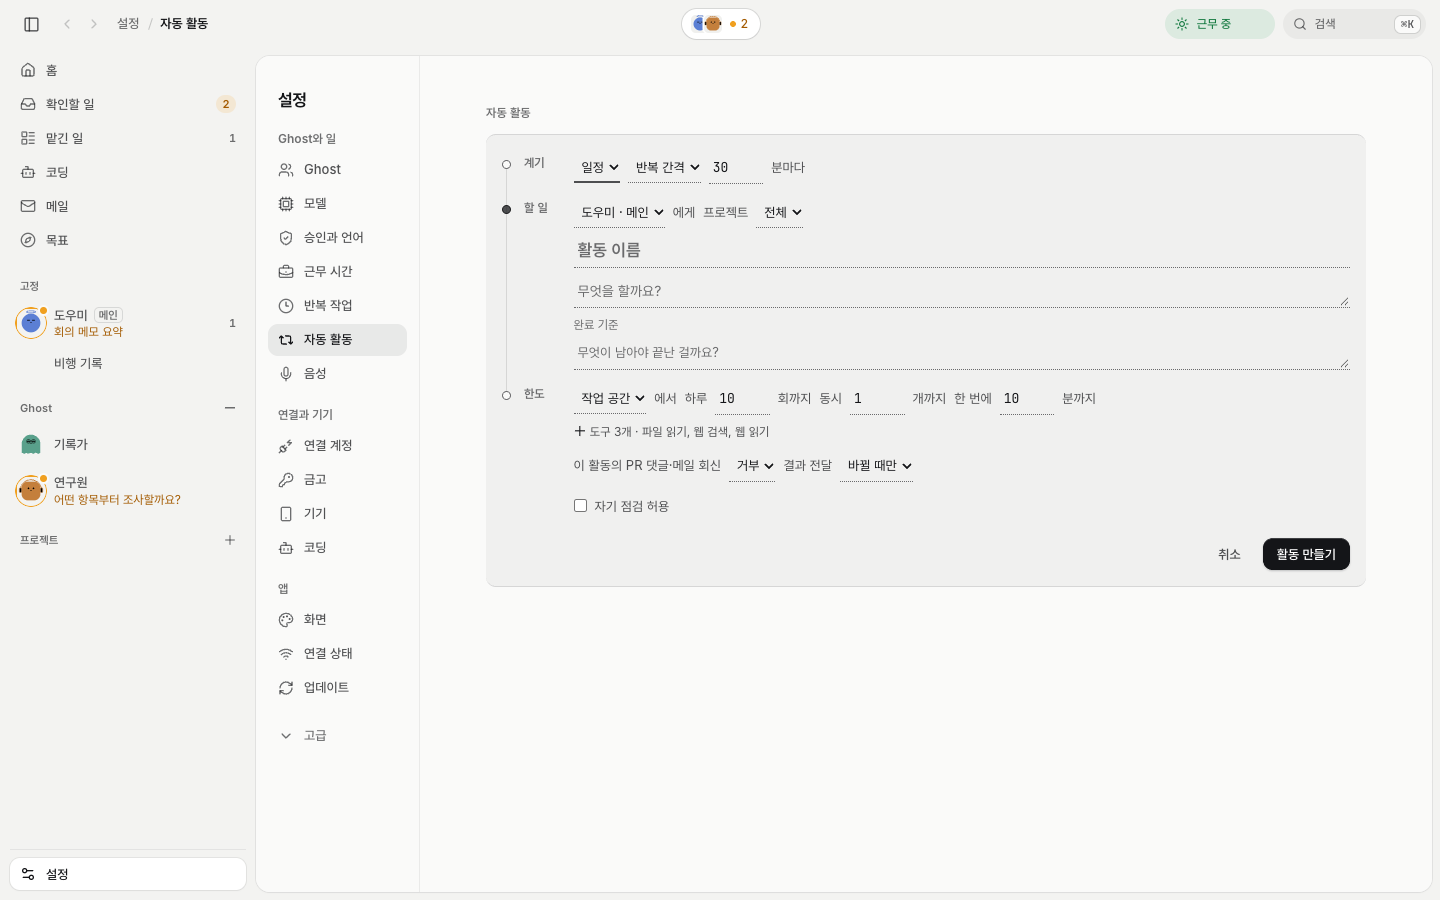 설정 / 자동 활동
2
근무 중
검색 ⌘K
홈
확인할 일 2
맡긴 일 1
코딩
메일
목표
고정
도우미 메인
회의 메모 요약
1
비행 기록
Ghost
기록가
연구원
어떤 항목부터 조사할까요?
프로젝트
설정
설정
Ghost와 일
Ghost
모델
승인과 언어
근무 시간
반복 작업
자동 활동
음성
연결과 기기
연결 계정
금고
기기
코딩
앱
화면
연결 상태
업데이트
고급
자동 활동
계기 일정 반복 간격 30 분마다
할 일 도우미 · 메인 에게 프로젝트 전체
활동 이름
무엇을 할까요?
완료 기준
무엇이 남아야 끝난 걸까요?
한도 작업 공간 에서 하루 10 회까지 동시 1 개까지 한 번에 10 분까지
+ 도구 3개 · 파일 읽기, 웹 검색, 웹 읽기
이 활동의 PR 댓글·메일 회신 거부 결과 전달 바뀔 때만
자기 점검 허용
취소 활동 만들기